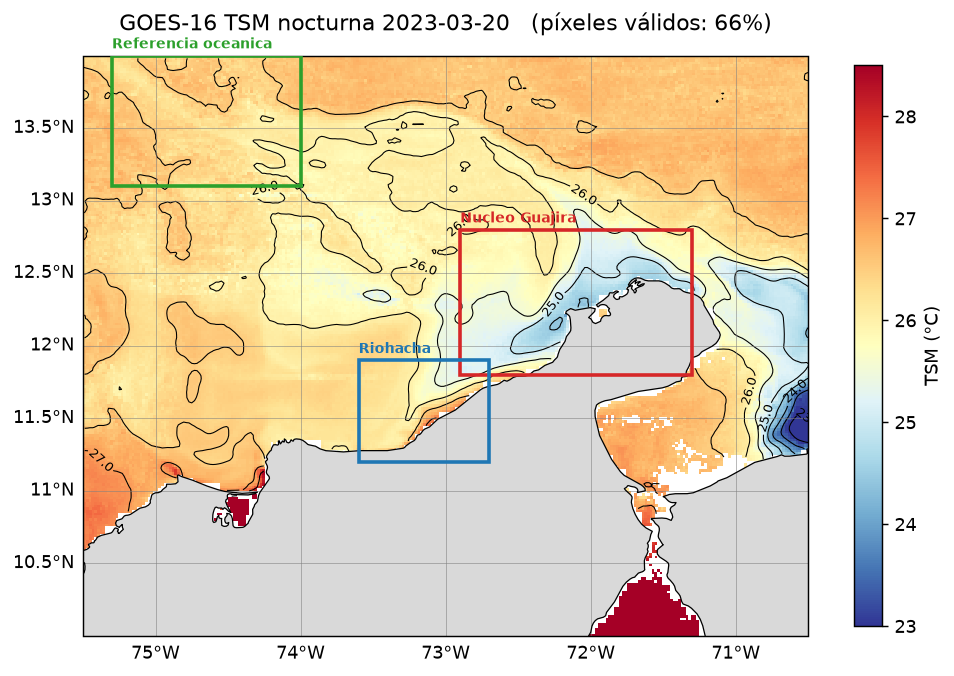 GOES-16 TSM nocturna 2023-03-20   (píxeles válidos: 66%)
Referencia oceanica
28
13.5°N
13°N
26.0
26.0
Nucleo Guajira
26.0
27
12.5°N
26.0
25.0
12°N
Riohacha
26
TSM (°C)
11.5°N
26.0
25.0
24.0
27.0
25
11°N
24
10.5°N
23
75°W
74°W
73°W
72°W
71°W